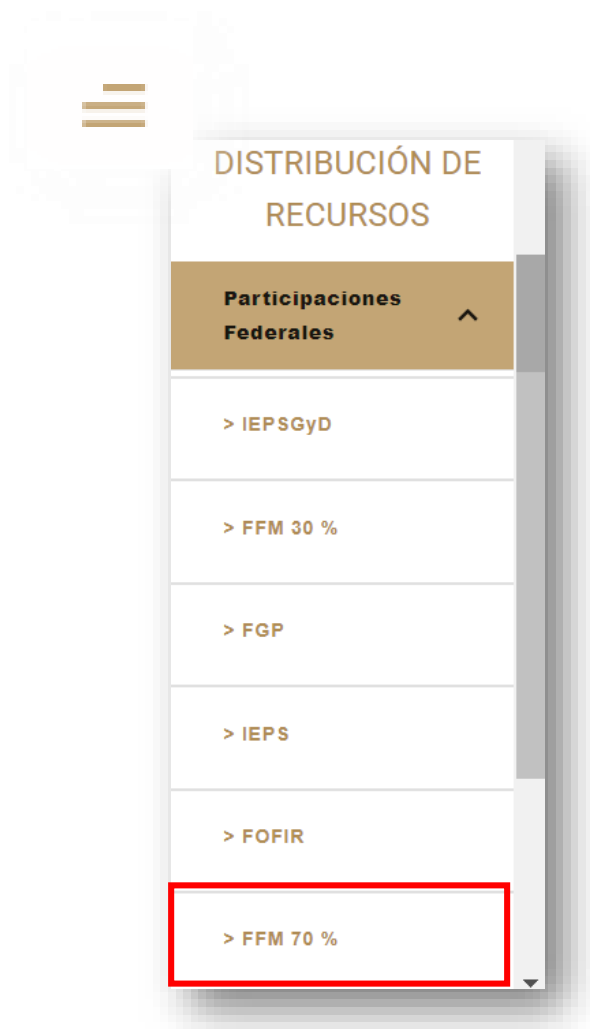 DISTRIBUCIÓN DE
RECURSOS
Participaciones
Federales
> IEPSGyD
> FFM 30 %
> FGP
> IEPS
> FOFIR
> FFM 70 %